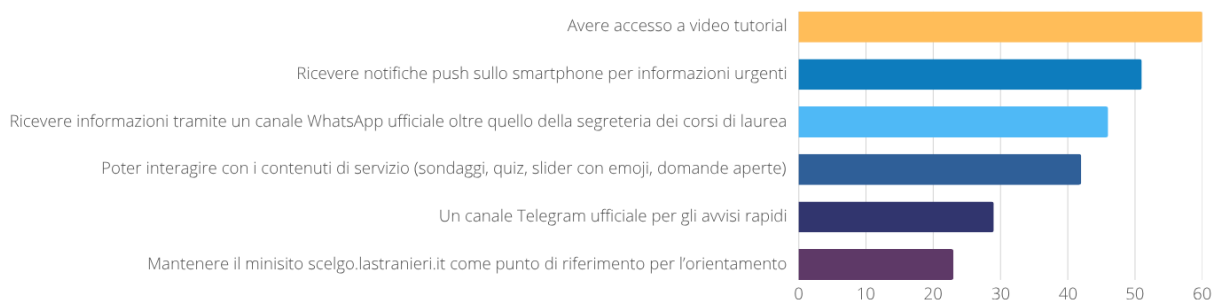 Avere accesso a video tutorial
Ricevere notifiche push sullo smartphone per informazioni urgenti
Ricevere informazioni tramite un canale WhatsApp ufficiale oltre quello della segreteria dei corsi di laurea
Poter interagire con i contenuti di servizio (sondaggi, quiz, slider con emoji, domande aperte)
Un canale Telegram ufficiale per gli avvisi rapidi
Mantenere il minisito scelgo.lastranieri.it come punto di riferimento per l'orientamento
0 10 20 30 40 50 60